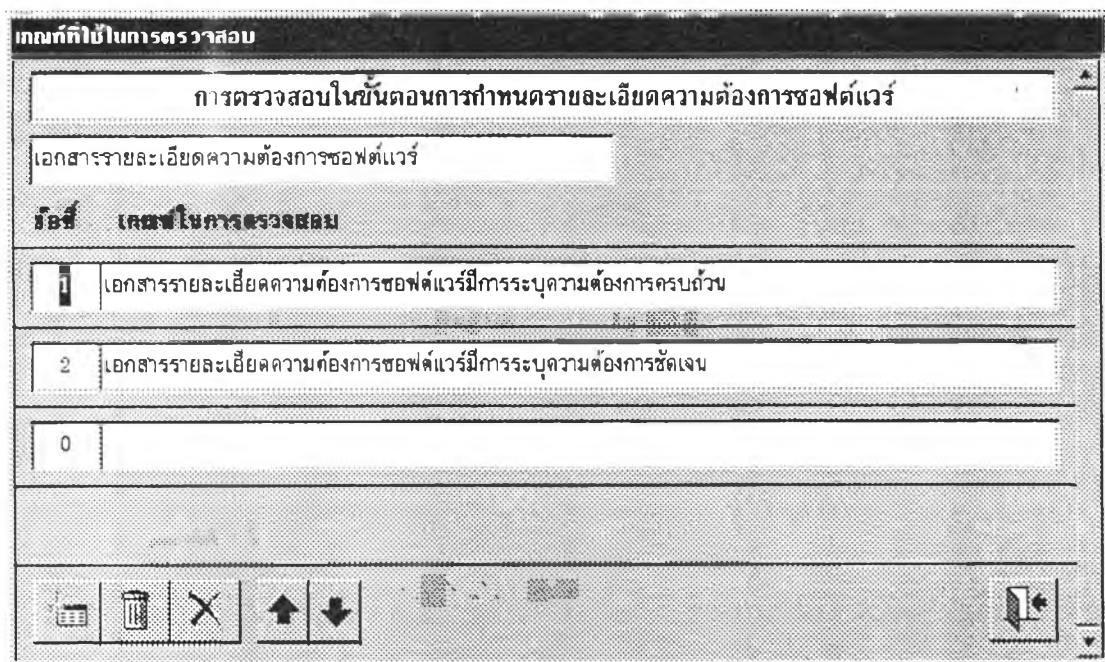 เกณฑ์ที่ใช้ในการตรวจสอบ
การตรวจสอบในขั้นตอนการกำหนดรายละเอียดความต้องการซอฟต์แวร์
เอกสารรายละเอียดความต้องการซอฟต์แวร์
ข้อที่ เกณฑ์ในการตรวจสอบ
1 เอกสารรายละเอียดความต้องการซอฟต์แวร์มีการระบุความต้องการครบถ้วน
2 เอกสารรายละเอียดความต้องการซอฟต์แวร์มีการระบุความต้องการชัดเจน
0